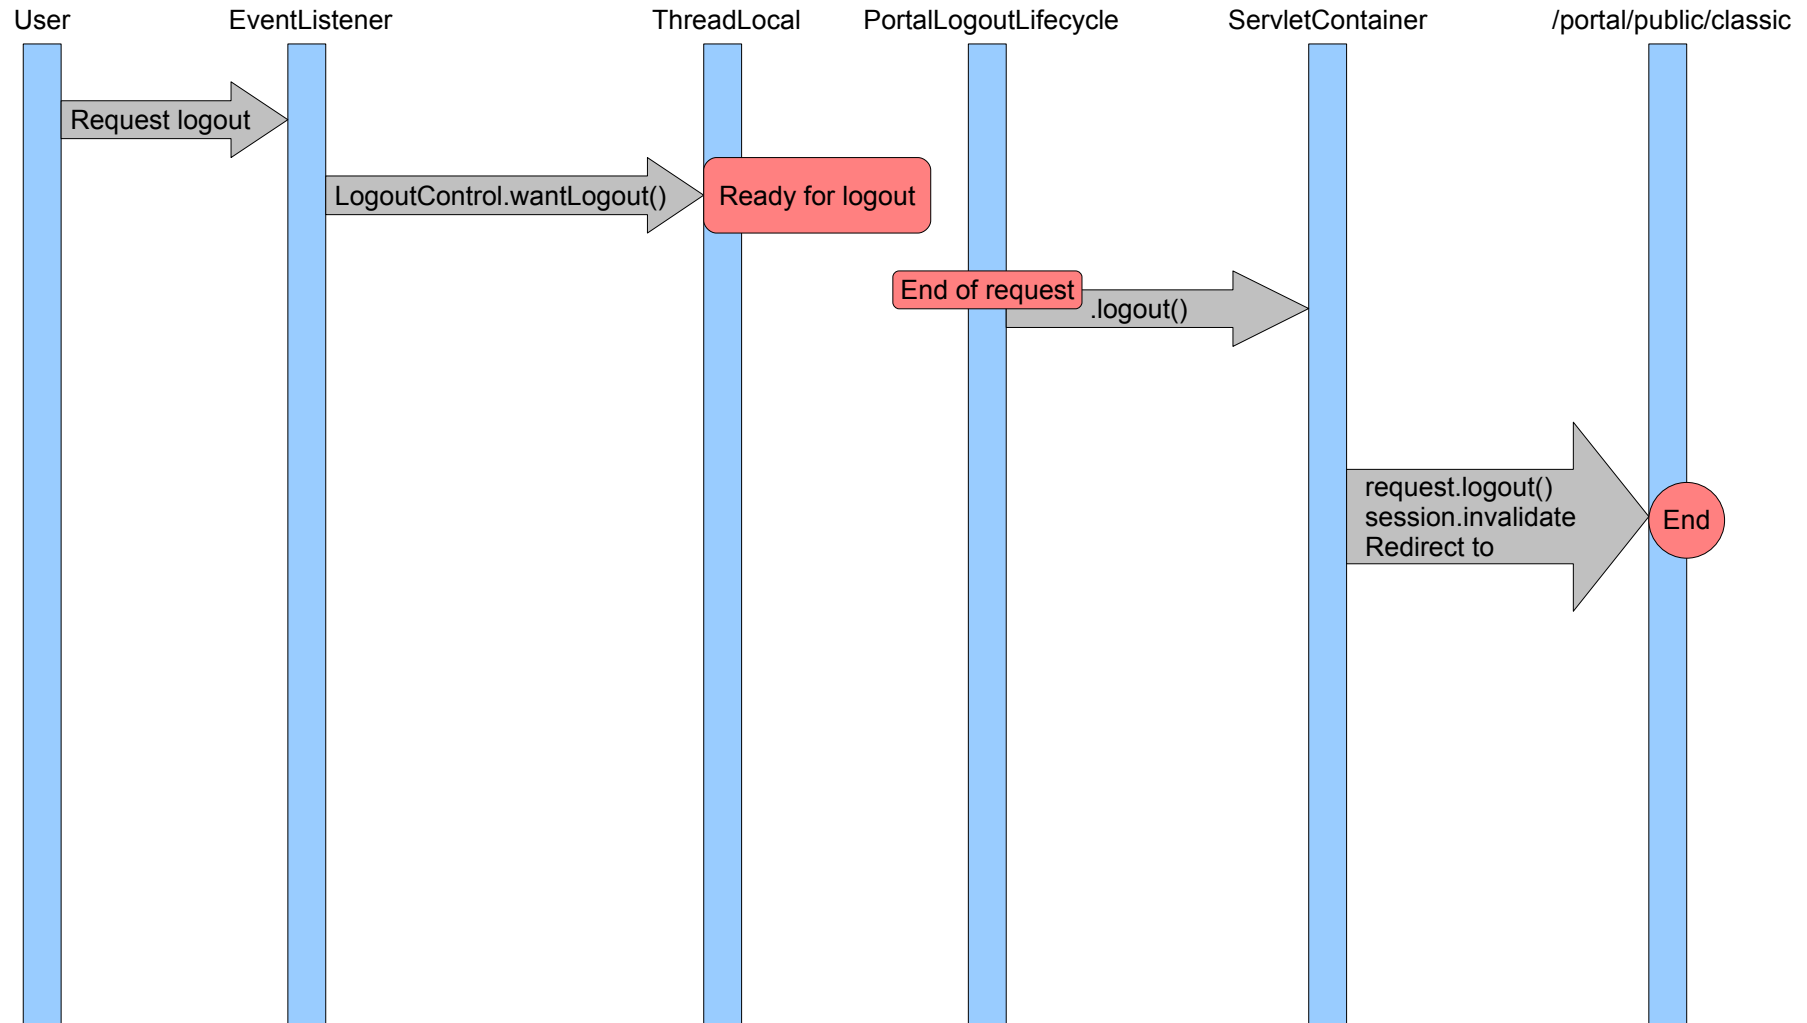 User
EventListener
ThreadLocal
PortalLogoutLifecycle
ServletContainer
/portal/public/classic
Request logout
LogoutControl.wantLogout()
Ready for logout
End of request
.logout()
request.logout()
session.invalidate
Redirect to
End